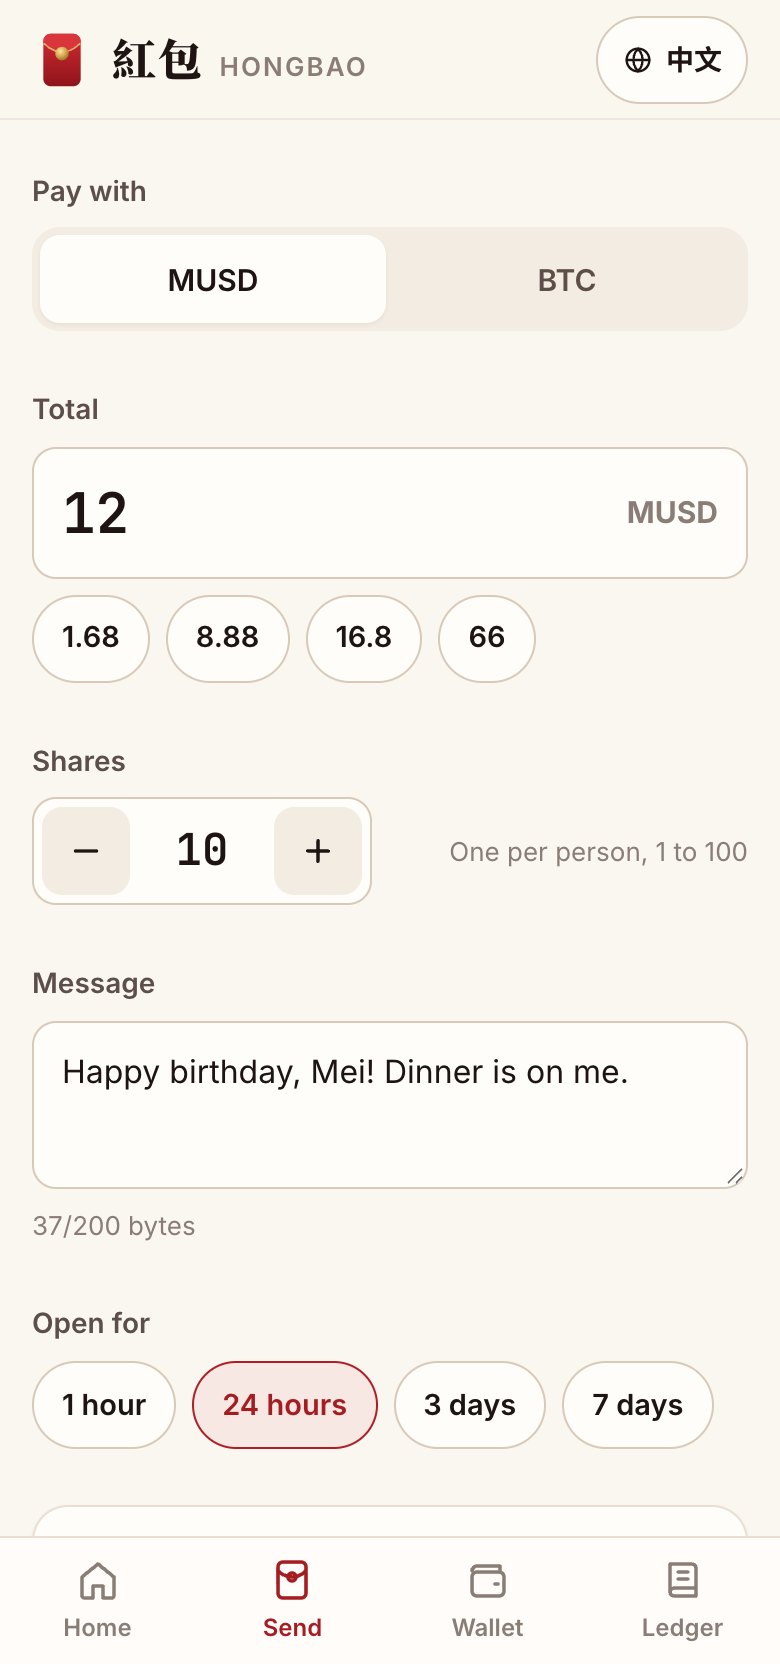 紅包 HONGBAO
中文
Pay with
MUSD BTC
Total
12 MUSD
1.68 8.88 16.8 66
Shares
− 10 + One per person, 1 to 100
Message
Happy birthday, Mei! Dinner is on me.
37/200 bytes
Open for
1 hour 24 hours 3 days 7 days
Home Send Wallet Ledger